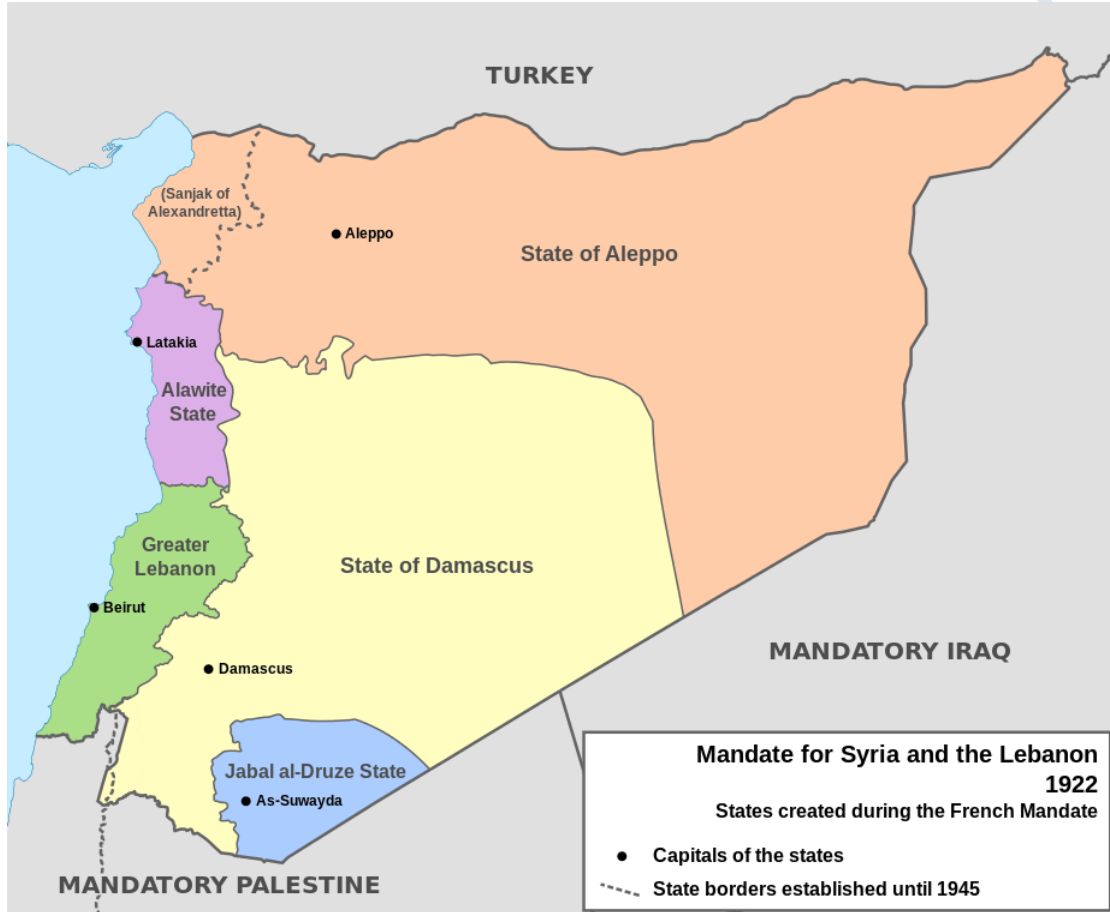 TURKEY
(Sanjak of
Alexandretta)
Aleppo
State of Aleppo
Latakia
Alawite
State
Greater
Lebanon
State of Damascus
Beirut
MANDATORY IRAQ
Damascus
Jabal al-Druze State
As-Suwayda
MANDATORY PALESTINE
Mandate for Syria and the Lebanon
1922
States created during the French Mandate
Capitals of the states
State borders established until 1945